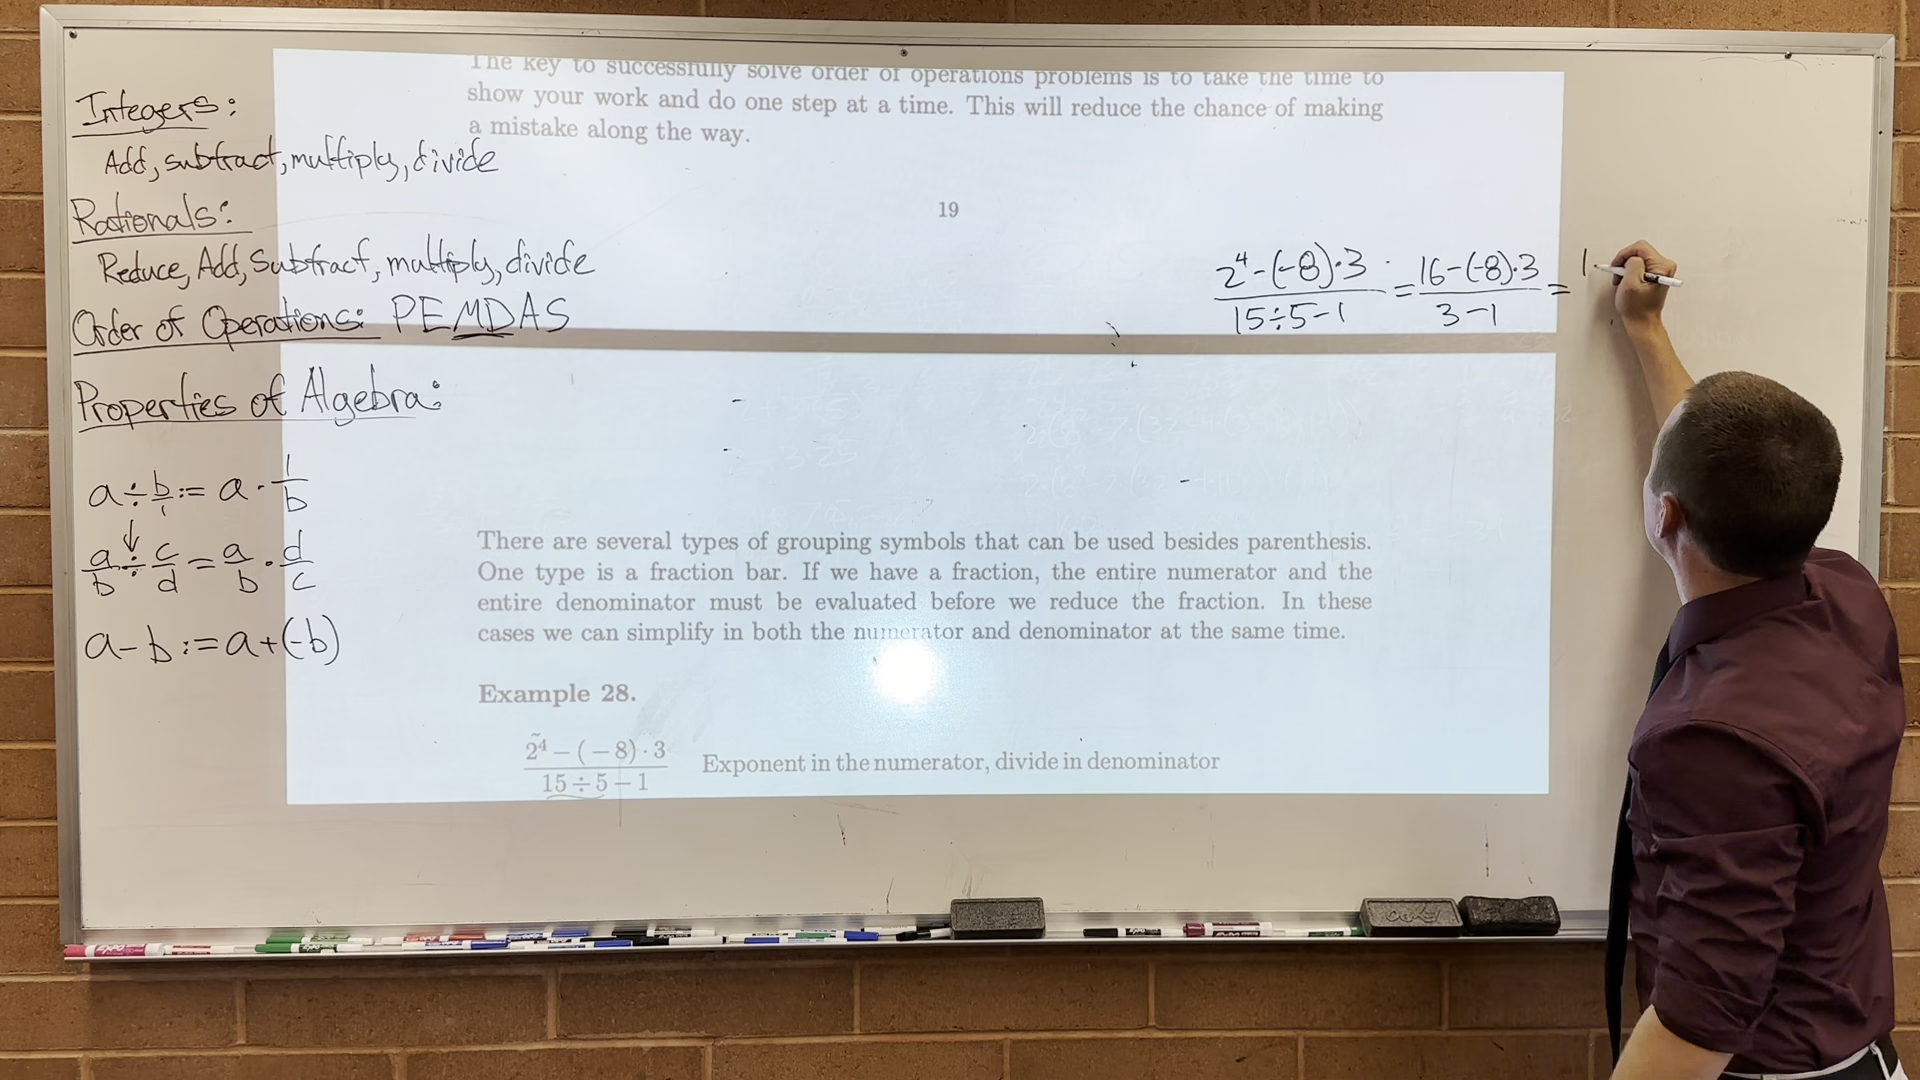 Integers:
Add, subtract, multiply, divide
Rationals:
Reduce, Add, Subtract, multiply, divide
Order of Operations: PEMDAS
Properties of Algebra:
a ÷ b/1 := a · 1/b
a/b ÷ c/d = a/b · d/c
a - b := a + (-b)
The key to successfully solve order of operations problems is to take the time to
show your work and do one step at a time. This will reduce the chance of making
a mistake along the way.
19
2⁴-(-8)·3 = 16-(-8)·3 = 1
15÷5-1 3-1
There are several types of grouping symbols that can be used besides parenthesis.
One type is a fraction bar. If we have a fraction, the entire numerator and the
entire denominator must be evaluated before we reduce the fraction. In these
cases we can simplify in both the numerator and denominator at the same time.
Example 28.
2⁴ − (− 8) · 3
15 ÷ 5 − 1
Exponent in the numerator, divide in denominator